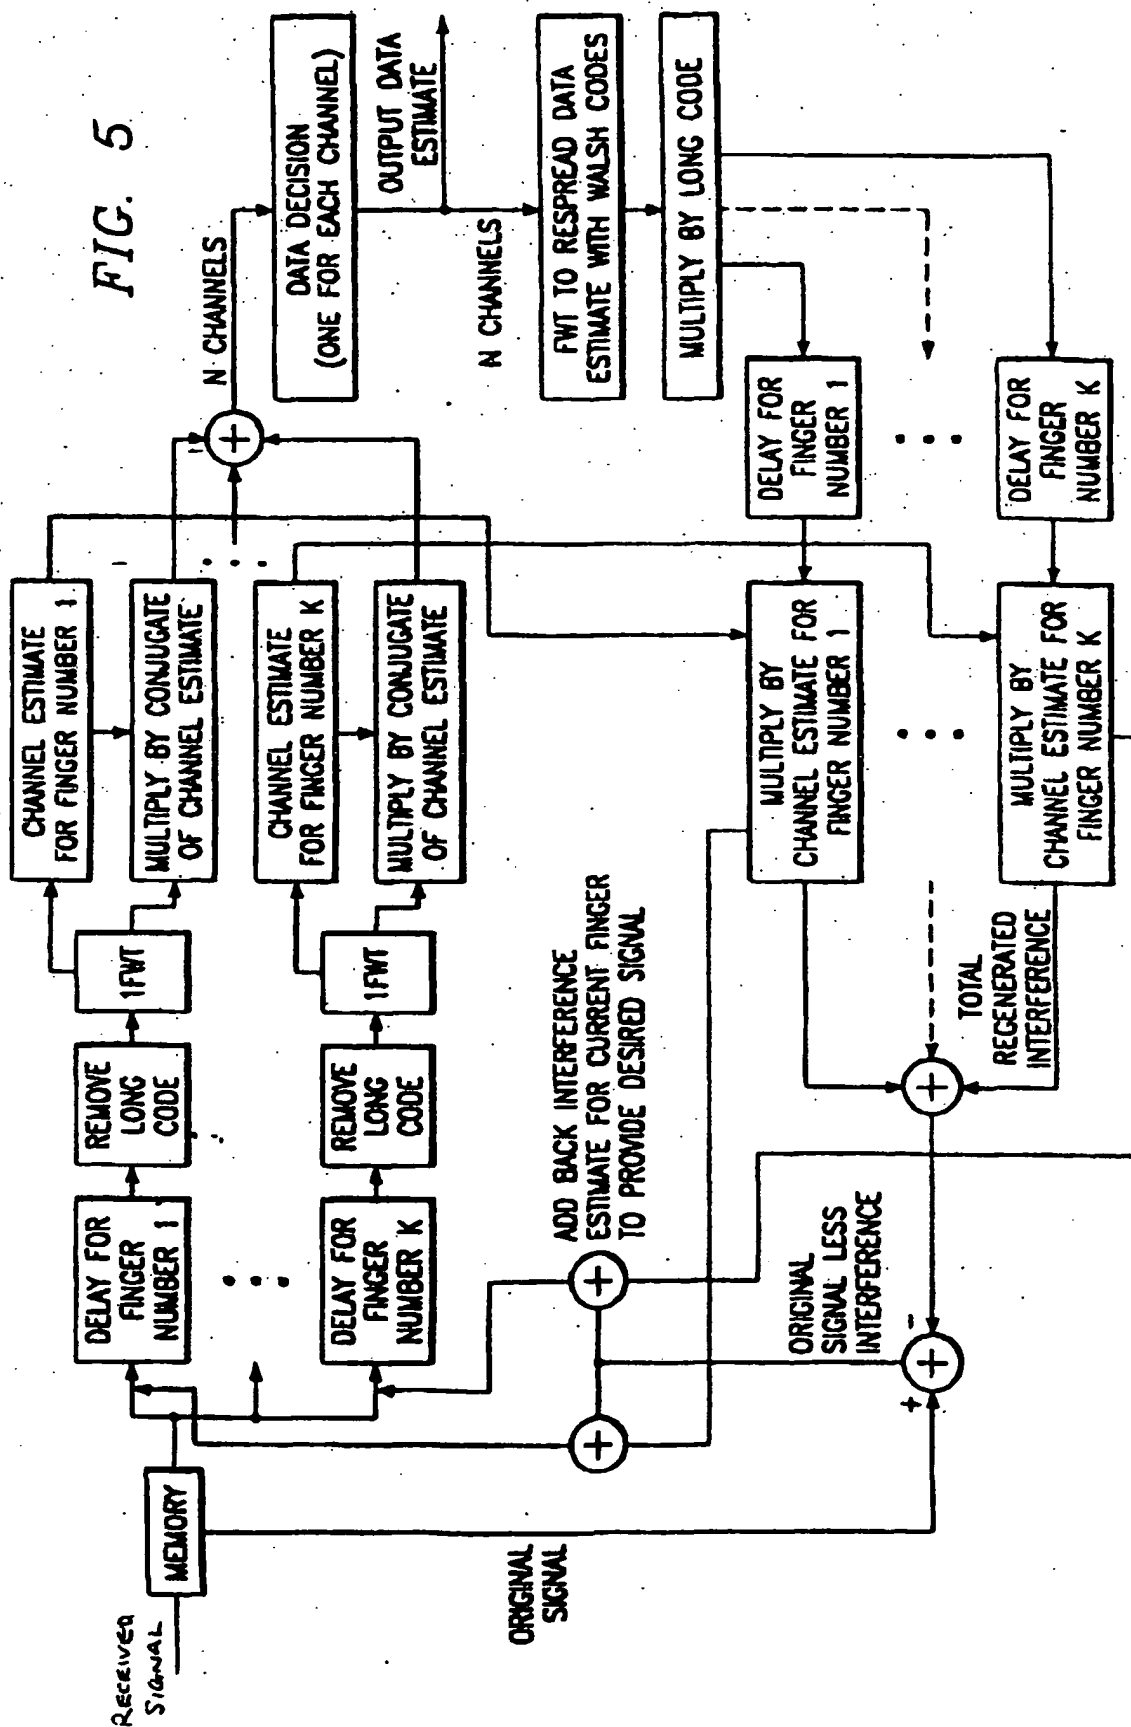 FIG. 5
RECEIVED
SIGNAL
MEMORY
DELAY FOR
FINGER
NUMBER 1
REMOVE
LONG
CODE
1FWT
CHANNEL ESTIMATE
FOR FINGER NUMBER 1
MULTIPLY BY CONJUGATE
OF CHANNEL ESTIMATE
DELAY FOR
FINGER
NUMBER K
REMOVE
LONG
CODE
1FWT
CHANNEL ESTIMATE
FOR FINGER NUMBER K
MULTIPLY BY CONJUGATE
OF CHANNEL ESTIMATE
+
N CHANNELS
DATA DECISION
(ONE FOR EACH CHANNEL)
OUTPUT DATA
ESTIMATE
N CHANNELS
FWT TO RESPREAD DATA
ESTIMATE WITH WALSH CODES
MULTIPLY BY LONG CODE
DELAY FOR
FINGER
NUMBER 1
DELAY FOR
FINGER
NUMBER K
MULTIPLY BY
CHANNEL ESTIMATE FOR
FINGER NUMBER 1
MULTIPLY BY
CHANNEL ESTIMATE FOR
FINGER NUMBER K
TOTAL
REGENERATED
INTERFERENCE
+
ADD BACK INTERFERENCE
ESTIMATE FOR CURRENT FINGER
TO PROVIDE DESIRED SIGNAL
+
+
ORIGINAL
SIGNAL LESS
INTERFERENCE
+
+
-
ORIGINAL
SIGNAL